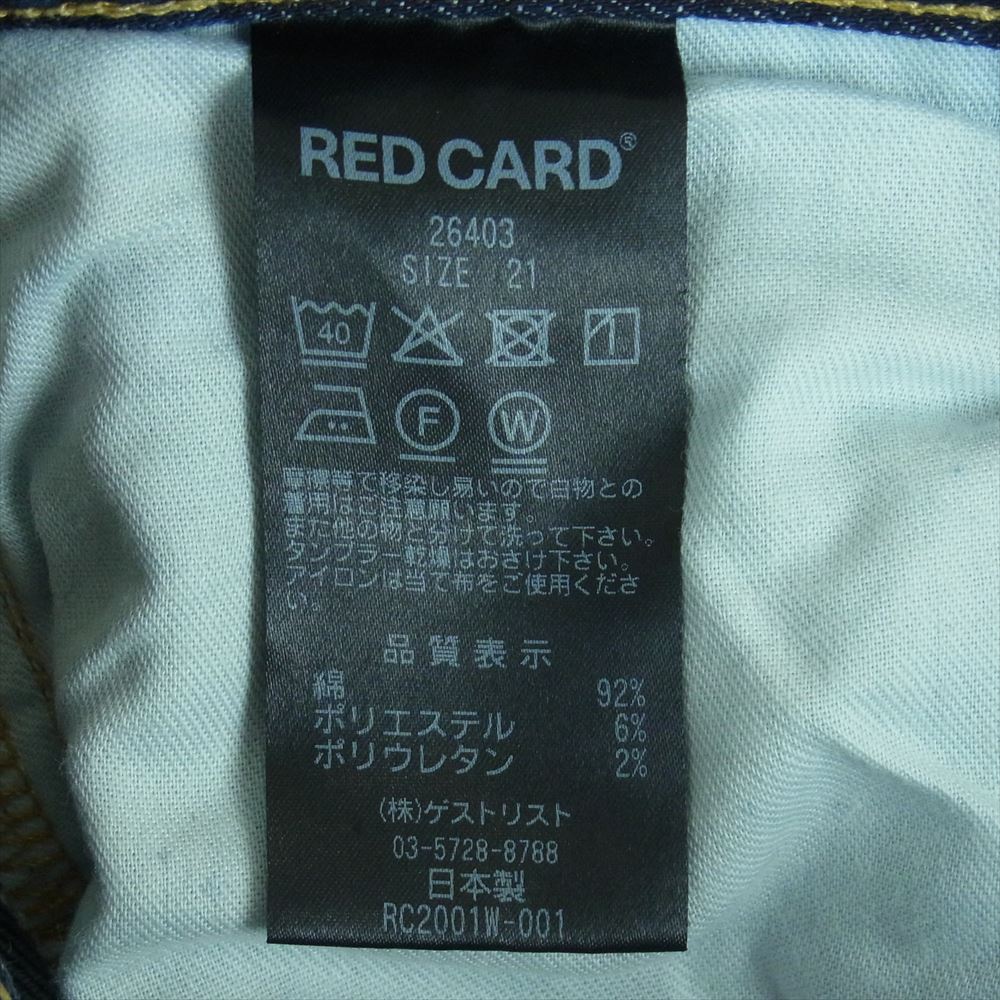 RED CARD®
26403
SIZE 21
40
F W
摩擦等で移染し易いので白物との
着用はご注意願います。
また他の物と分けて洗って下さい。
タンブラー乾燥はおさけ下さい。
アイロンは当て布をご使用くださ
い。
品質表示
綿 92%
ポリエステル 6%
ポリウレタン 2%
(株)ゲストリスト
03-5728-8788
日本製
RC2001W-001